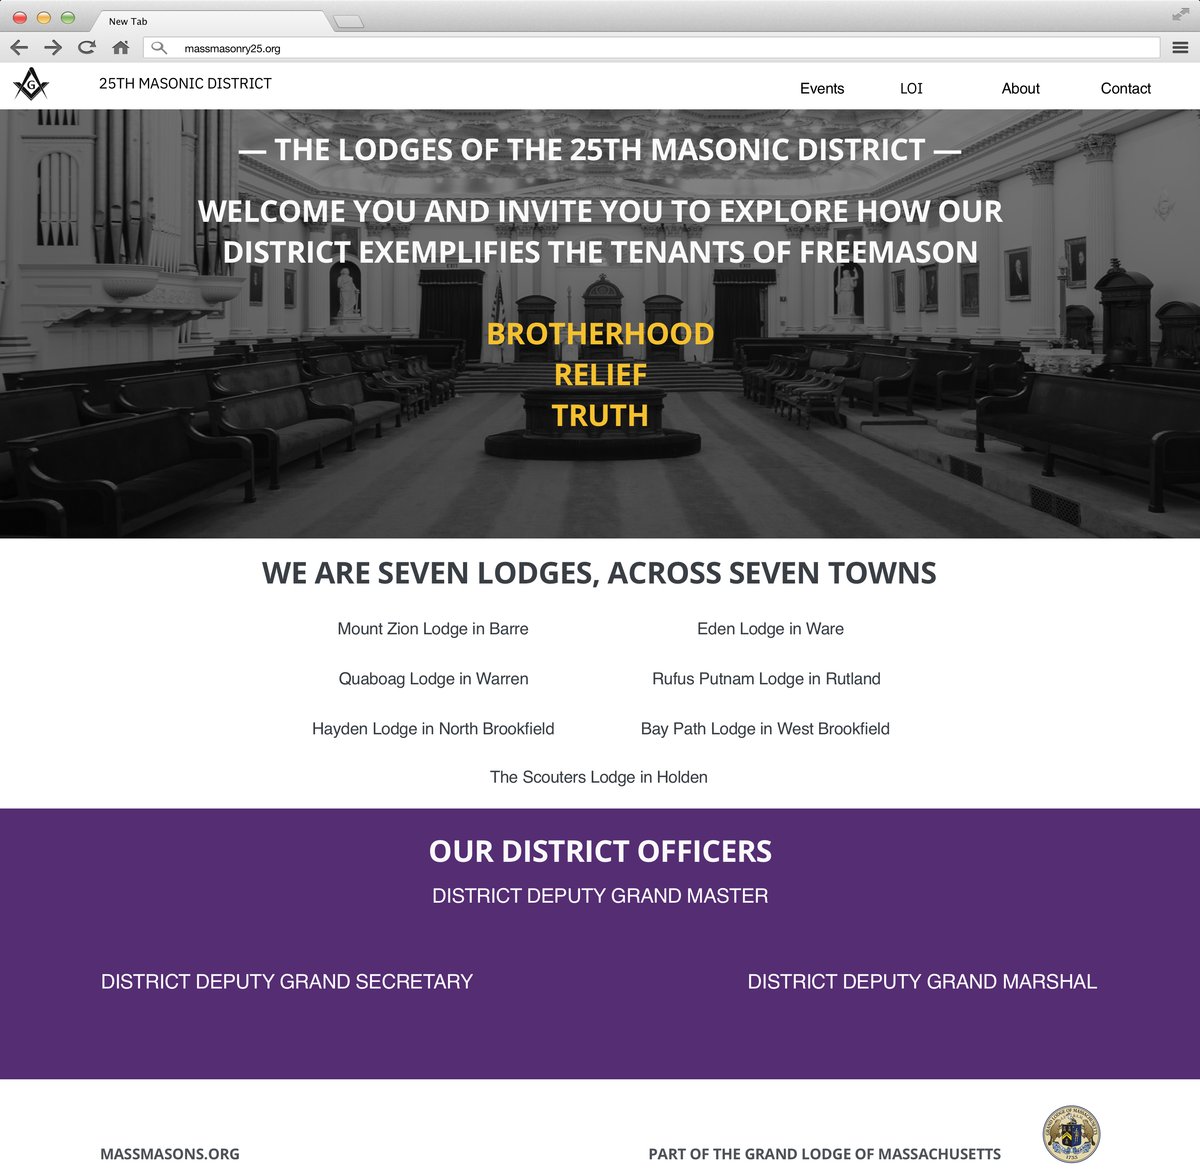 New Tab
massmasonry25.org
G
25TH MASONIC DISTRICT
Events
LOI
About
Contact
— THE LODGES OF THE 25TH MASONIC DISTRICT —
WELCOME YOU AND INVITE YOU TO EXPLORE HOW OUR
DISTRICT EXEMPLIFIES THE TENANTS OF FREEMASON
BROTHERHOOD
RELIEF
TRUTH
WE ARE SEVEN LODGES, ACROSS SEVEN TOWNS
Mount Zion Lodge in Barre
Eden Lodge in Ware
Quaboag Lodge in Warren
Rufus Putnam Lodge in Rutland
Hayden Lodge in North Brookfield
Bay Path Lodge in West Brookfield
The Scouters Lodge in Holden
OUR DISTRICT OFFICERS
DISTRICT DEPUTY GRAND MASTER
DISTRICT DEPUTY GRAND SECRETARY
DISTRICT DEPUTY GRAND MARSHAL
MASSMASONS.ORG
PART OF THE GRAND LODGE OF MASSACHUSETTS
GRAND LODGE OF MASSACHUSETTS
1733